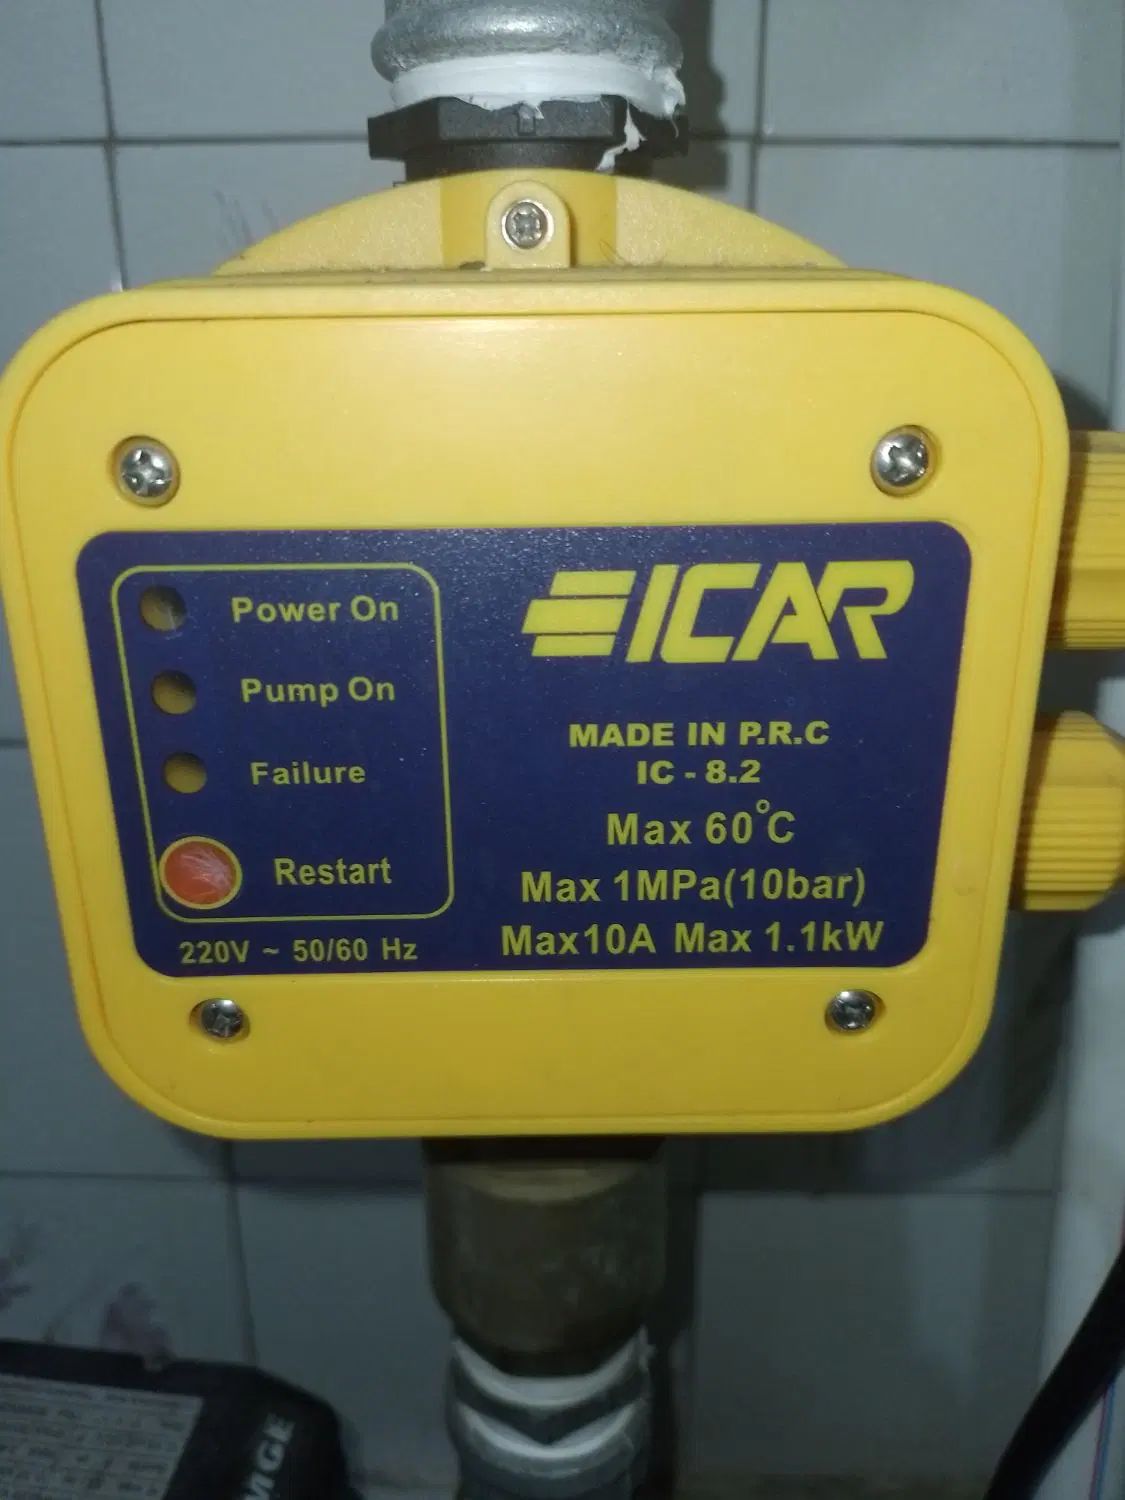 Power On
Pump On
Failure
Restart
220V ~ 50/60 Hz
ICAR
MADE IN P.R.C
IC - 8.2
Max 60°C
Max 1MPa(10bar)
Max10A Max 1.1kW